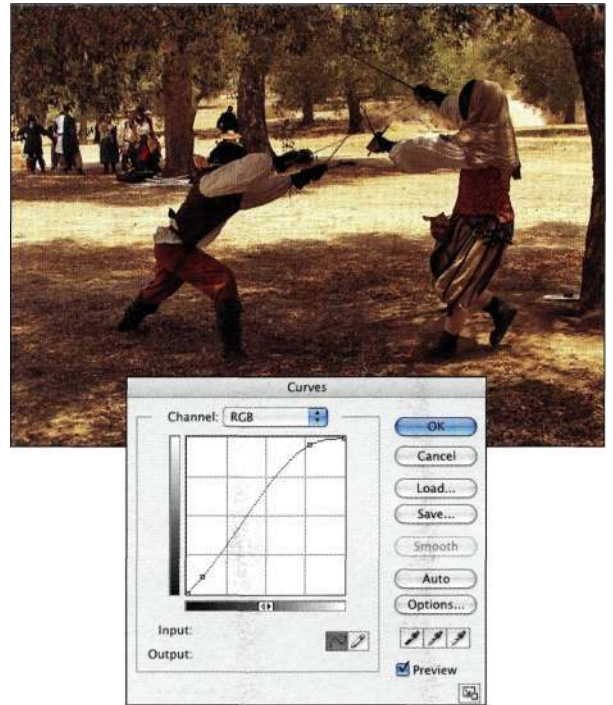 Curves
Channel: RGB
OK
Cancel
Load...
Save...
Smooth
Auto
Options...
Input:
Output:
Preview